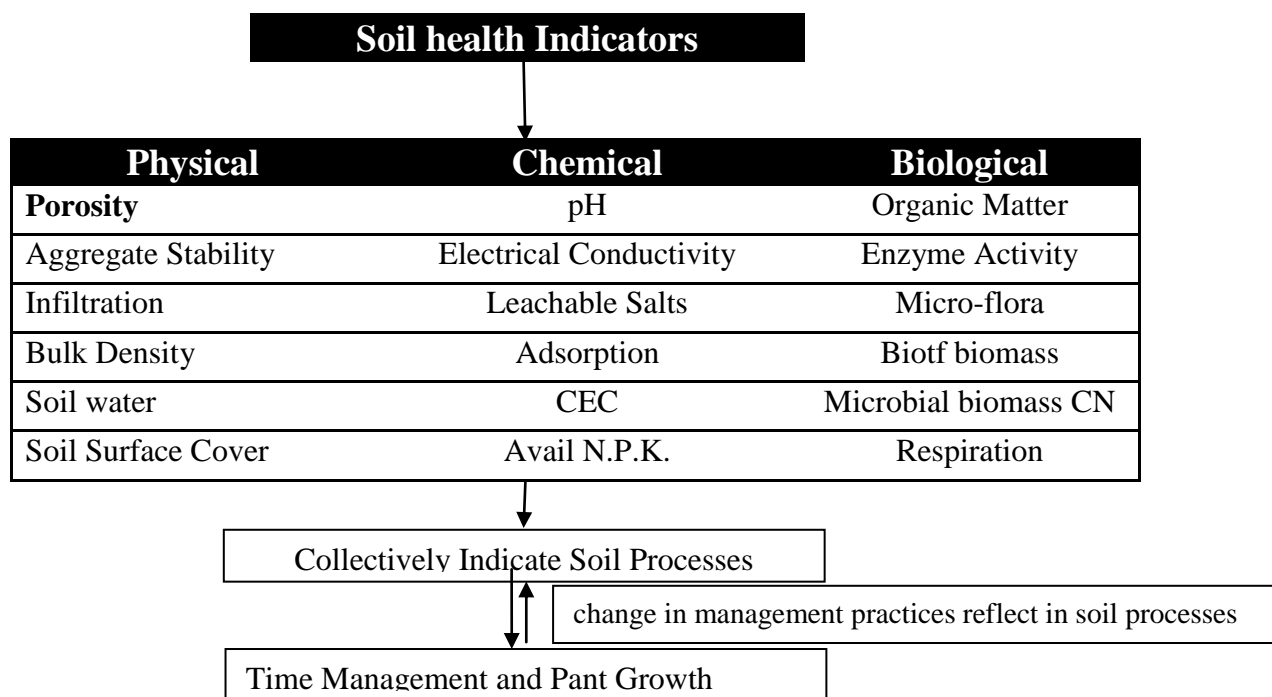 Soil health Indicators
Physical Chemical Biological
Porosity pH Organic Matter
Aggregate Stability Electrical Conductivity Enzyme Activity
Infiltration Leachable Salts Micro-flora
Bulk Density Adsorption Biotf biomass
Soil water CEC Microbial biomass CN
Soil Surface Cover Avail N.P.K. Respiration
Collectively Indicate Soil Processes
change in management practices reflect in soil processes
Time Management and Pant Growth